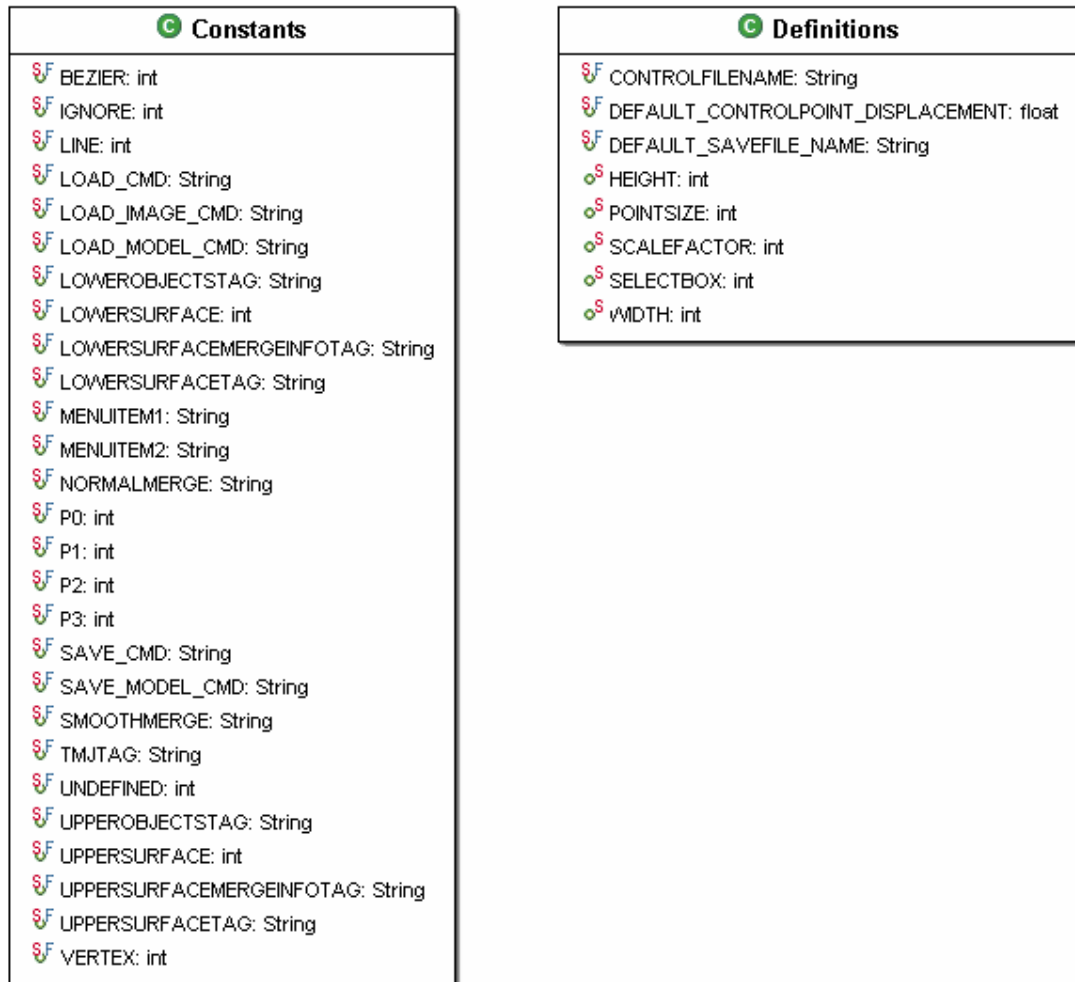 C Constants
S F BEZIER: int
S F IGNORE: int
S F LINE: int
S F LOAD_CMD: String
S F LOAD_IMAGE_CMD: String
S F LOAD_MODEL_CMD: String
S F LOWEROBJECTSTAG: String
S F LOWERSURFACE: int
S F LOWERSURFACEMERGEINFOTAG: String
S F LOWERSURFACETAG: String
S F MENUITEM1: String
S F MENUITEM2: String
S F NORMALMERGE: String
S F P0: int
S F P1: int
S F P2: int
S F P3: int
S F SAVE_CMD: String
S F SAVE_MODEL_CMD: String
S F SMOOTHMERGE: String
S F TMJTAG: String
S F UNDEFINED: int
S F UPPEROBJECTSTAG: String
S F UPPERSURFACE: int
S F UPPERSURFACEMERGEINFOTAG: String
S F UPPERSURFACETAG: String
S F VERTEX: int
C Definitions
S F CONTROLFILENAME: String
S F DEFAULT_CONTROLPOINT_DISPLACEMENT: float
S F DEFAULT_SAVEFILE_NAME: String
S HEIGHT: int
S POINTSIZE: int
S SCALEFACTOR: int
S SELECTBOX: int
S WIDTH: int